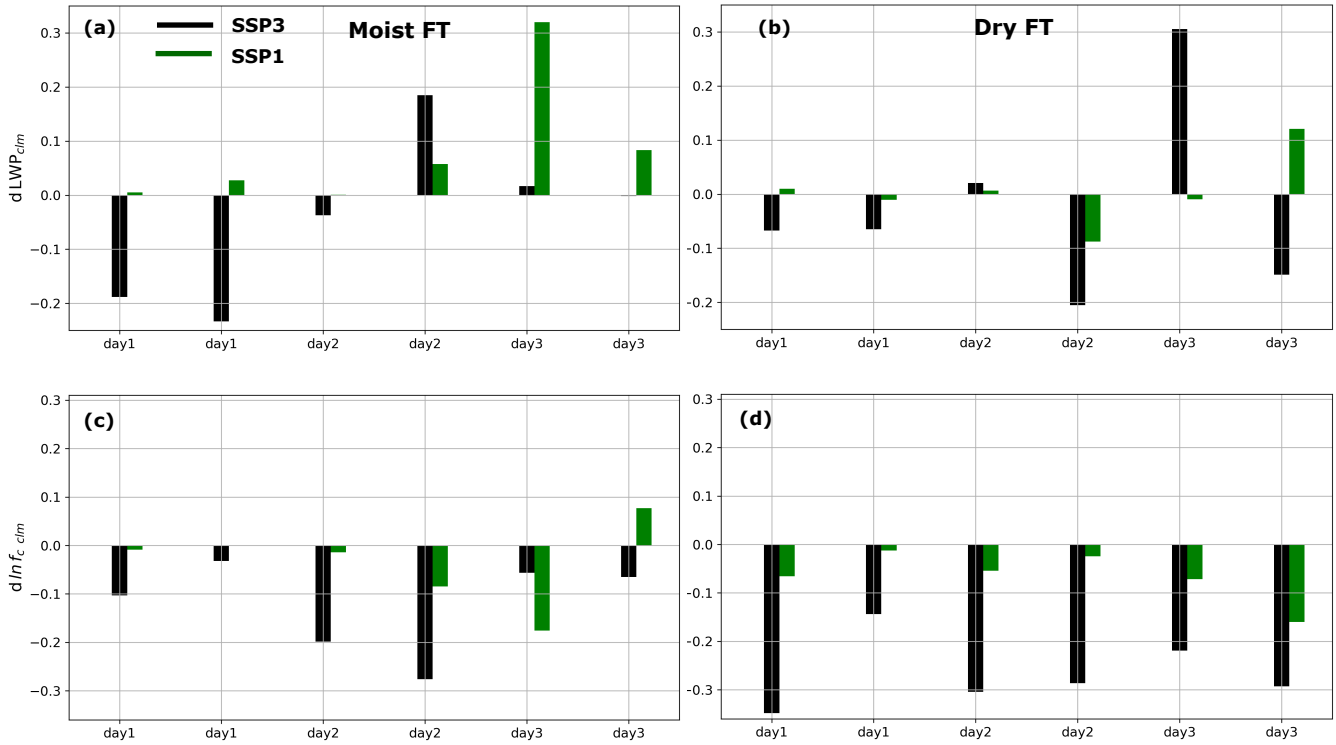 (a)
SSP3
SSP1
Moist FT
0.3
0.2
0.1
0.0
−0.1
−0.2
d LWP_clm
day1 day1 day2 day2 day3 day3
(b)
Dry FT
0.3
0.2
0.1
0.0
-0.1
-0.2
day1 day1 day2 day2 day3 day3
(c)
0.3
0.2
0.1
0.0
−0.1
−0.2
−0.3
d ln f_c clm
day1 day1 day2 day2 day3 day3
(d)
0.3
0.2
0.1
0.0
-0.1
-0.2
-0.3
day1 day1 day2 day2 day3 day3